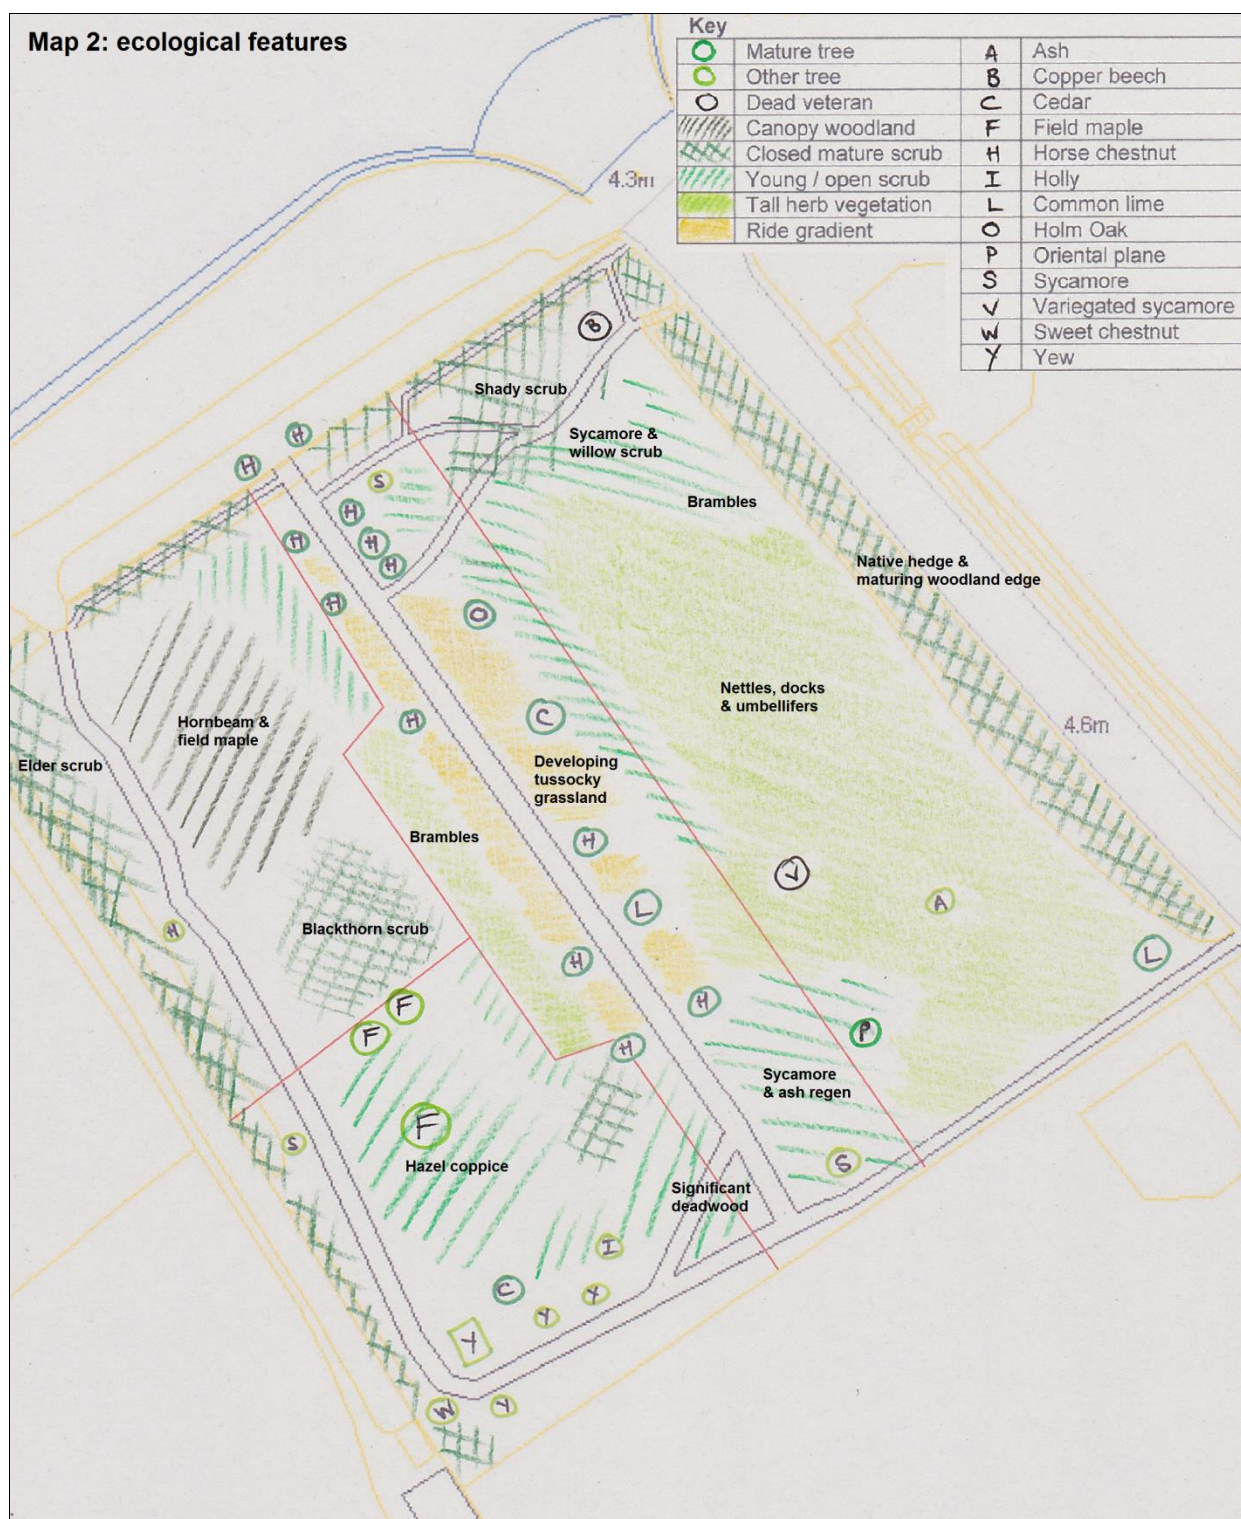 Map 2: ecological features
Key
Mature tree
Other tree
Dead veteran
Canopy woodland
Closed mature scrub
Young / open scrub
Tall herb vegetation
Ride gradient
A Ash
B Copper beech
C Cedar
F Field maple
H Horse chestnut
I Holly
L Common lime
O Holm Oak
P Oriental plane
S Sycamore
V Variegated sycamore
W Sweet chestnut
Y Yew
4.3m
B
Shady scrub
Sycamore &
willow scrub
H
H
S
Brambles
H
H
H
H
Native hedge &
maturing woodland edge
H
O
Nettles, docks
& umbellifers
Hornbeam &
field maple
H
C
4.6m
Elder scrub
Developing
tussocky
grassland
Brambles
H
V
A
L
Blackthorn scrub
H
H
L
F
F
H
P
H
Sycamore
& ash regen
F
S
S
Hazel coppice
Significant
deadwood
I
C
Y
Y
Y
W
Y